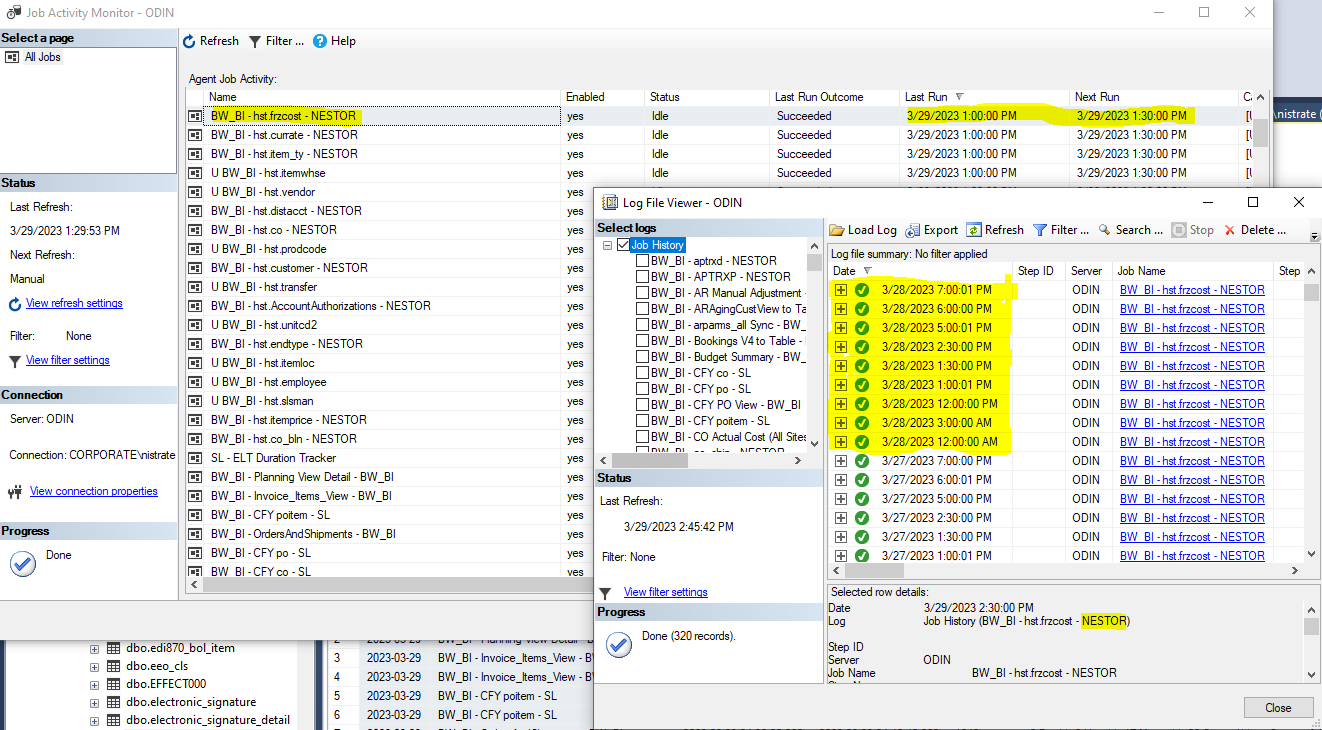 Job Activity Monitor - ODIN
Select a page
All Jobs
Status
Last Refresh:
3/29/2023 1:29:53 PM
Next Refresh:
Manual
View refresh settings
Filter: None
View filter settings
Connection
Server: ODIN
Connection: CORPORATE\nistrate
View connection properties
Progress
Done
Refresh Filter ... Help
Agent Job Activity:
Name Enabled Status Last Run Outcome Last Run Next Run
BW_BI - hst.frzcost - NESTOR yes Idle Succeeded 3/29/2023 1:00:00 PM 3/29/2023 1:30:00 PM
BW_BI - hst.currate - NESTOR yes Idle Succeeded 3/29/2023 1:00:00 PM 3/29/2023 1:30:00 PM
BW_BI - hst.item_ty - NESTOR yes Idle Succeeded 3/29/2023 1:00:00 PM 3/29/2023 1:30:00 PM
U BW_BI - hst.itemwhse yes Idle Succeeded 3/29/2023 1:00:00 PM 3/29/2023 1:30:00 PM
U BW_BI - hst.vendor yes
BW_BI - hst.distacct - NESTOR yes
BW_BI - hst.co - NESTOR yes
U BW_BI - hst.prodcode yes
BW_BI - hst.customer - NESTOR yes
U BW_BI - hst.transfer yes
BW_BI - hst.AccountAuthorizations - NESTOR yes
U BW_BI - hst.unitcd2 yes
BW_BI - hst.endtype - NESTOR yes
U BW_BI - hst.itemloc yes
U BW_BI - hst.employee yes
U BW_BI - hst.slsman yes
BW_BI - hst.itemprice - NESTOR yes
BW_BI - hst.co_bln - NESTOR yes
SL - ELT Duration Tracker yes
BW_BI - Planning View Detail - BW_BI yes
BW_BI - Invoice_Items_View - BW_BI yes
BW_BI - CFY poitem - SL yes
BW_BI - OrdersAndShipments - BW_BI yes
BW_BI - CFY po - SL yes
BW_BI - CFY co - SL yes
\nistrate
Log File Viewer - ODIN
Select logs
Job History
BW_BI - aptrxd - NESTOR
BW_BI - APTRXP - NESTOR
BW_BI - AR Manual Adjustment -
BW_BI - ARAgingCustView to Ta
BW_BI - arparms_all Sync - BW_
BW_BI - Bookings V4 to Table -
BW_BI - Budget Summary - BW_
BW_BI - CFY co - SL
BW_BI - CFY po - SL
BW_BI - CFY PO View - BW_BI
BW_BI - CFY poitem - SL
BW_BI - CO Actual Cost (All Sites
Status
Last Refresh:
3/29/2023 2:45:42 PM
Filter: None
View filter settings
Progress
Done (320 records).
Load Log Export Refresh Filter ... Search ... Stop Delete ...
Log file summary: No filter applied
Date Step ID Server Job Name Step
3/28/2023 7:00:01 PM ODIN BW_BI - hst.frzcost - NESTOR
3/28/2023 6:00:00 PM ODIN BW_BI - hst.frzcost - NESTOR
3/28/2023 5:00:01 PM ODIN BW_BI - hst.frzcost - NESTOR
3/28/2023 2:30:00 PM ODIN BW_BI - hst.frzcost - NESTOR
3/28/2023 1:30:00 PM ODIN BW_BI - hst.frzcost - NESTOR
3/28/2023 1:00:01 PM ODIN BW_BI - hst.frzcost - NESTOR
3/28/2023 12:00:00 PM ODIN BW_BI - hst.frzcost - NESTOR
3/28/2023 3:00:00 AM ODIN BW_BI - hst.frzcost - NESTOR
3/28/2023 12:00:00 AM ODIN BW_BI - hst.frzcost - NESTOR
3/27/2023 7:00:00 PM ODIN BW_BI - hst.frzcost - NESTOR
3/27/2023 6:00:01 PM ODIN BW_BI - hst.frzcost - NESTOR
3/27/2023 5:00:00 PM ODIN BW_BI - hst.frzcost - NESTOR
3/27/2023 2:30:00 PM ODIN BW_BI - hst.frzcost - NESTOR
3/27/2023 1:30:00 PM ODIN BW_BI - hst.frzcost - NESTOR
3/27/2023 1:00:01 PM ODIN BW_BI - hst.frzcost - NESTOR
Selected row details:
Date 3/29/2023 2:30:00 PM
Log Job History (BW_BI - hst.frzcost - NESTOR)
Step ID
Server ODIN
Job Name BW_BI - hst.frzcost - NESTOR
Close
dbo.edi870_bol_item
dbo.eeo_cls
dbo.EFFECT000
dbo.electronic_signature
dbo.electronic_signature_detail
3 2023-03-29 BW_BI - Invoice_Items_View - BW
4 2023-03-29 BW_BI - Invoice_Items_View - BW
5 2023-03-29 BW_BI - CFY poitem - SL
6 2023-03-29 BW_BI - CFY poitem - SL